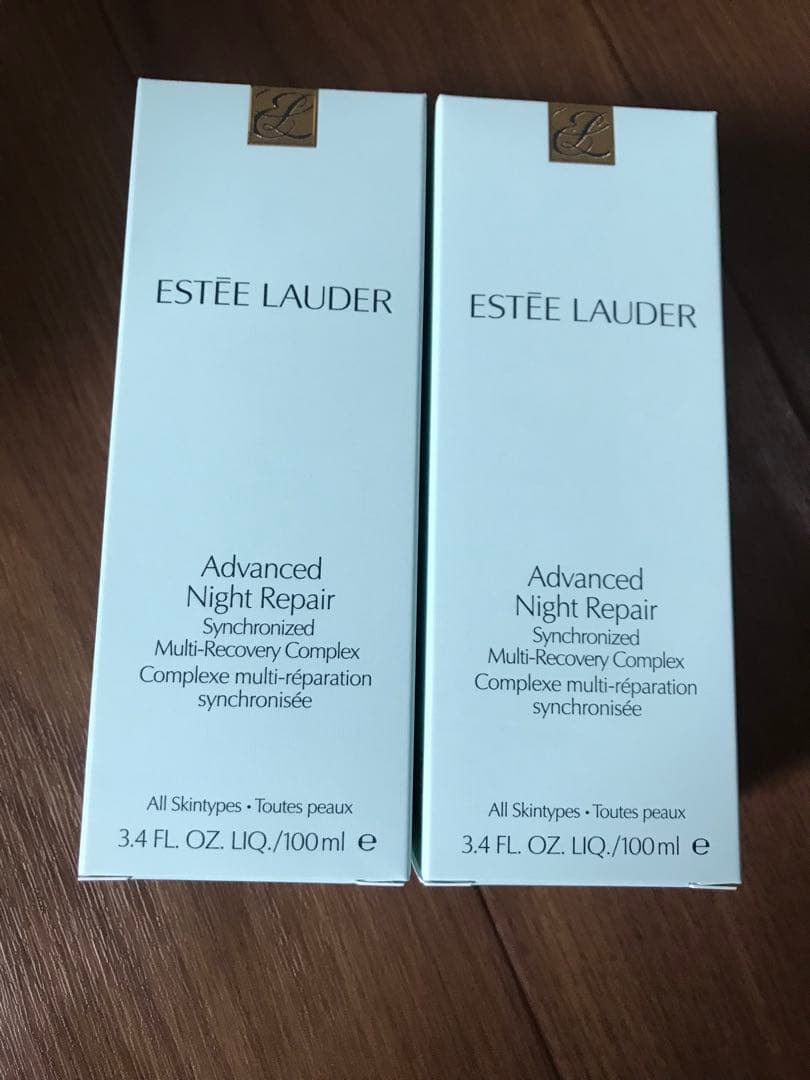 ESTĒE LAUDER
Advanced
Night Repair
Synchronized
Multi-Recovery Complex
Complexe multi-réparation
synchronisée
All Skintypes • Toutes peaux
3.4 FL. OZ. LIQ./100 ml ℮
ESTĒE LAUDER
Advanced
Night Repair
Synchronized
Multi-Recovery Complex
Complexe multi-réparation
synchronisée
All Skintypes • Toutes peaux
3.4 FL. OZ. LIQ./100 ml ℮